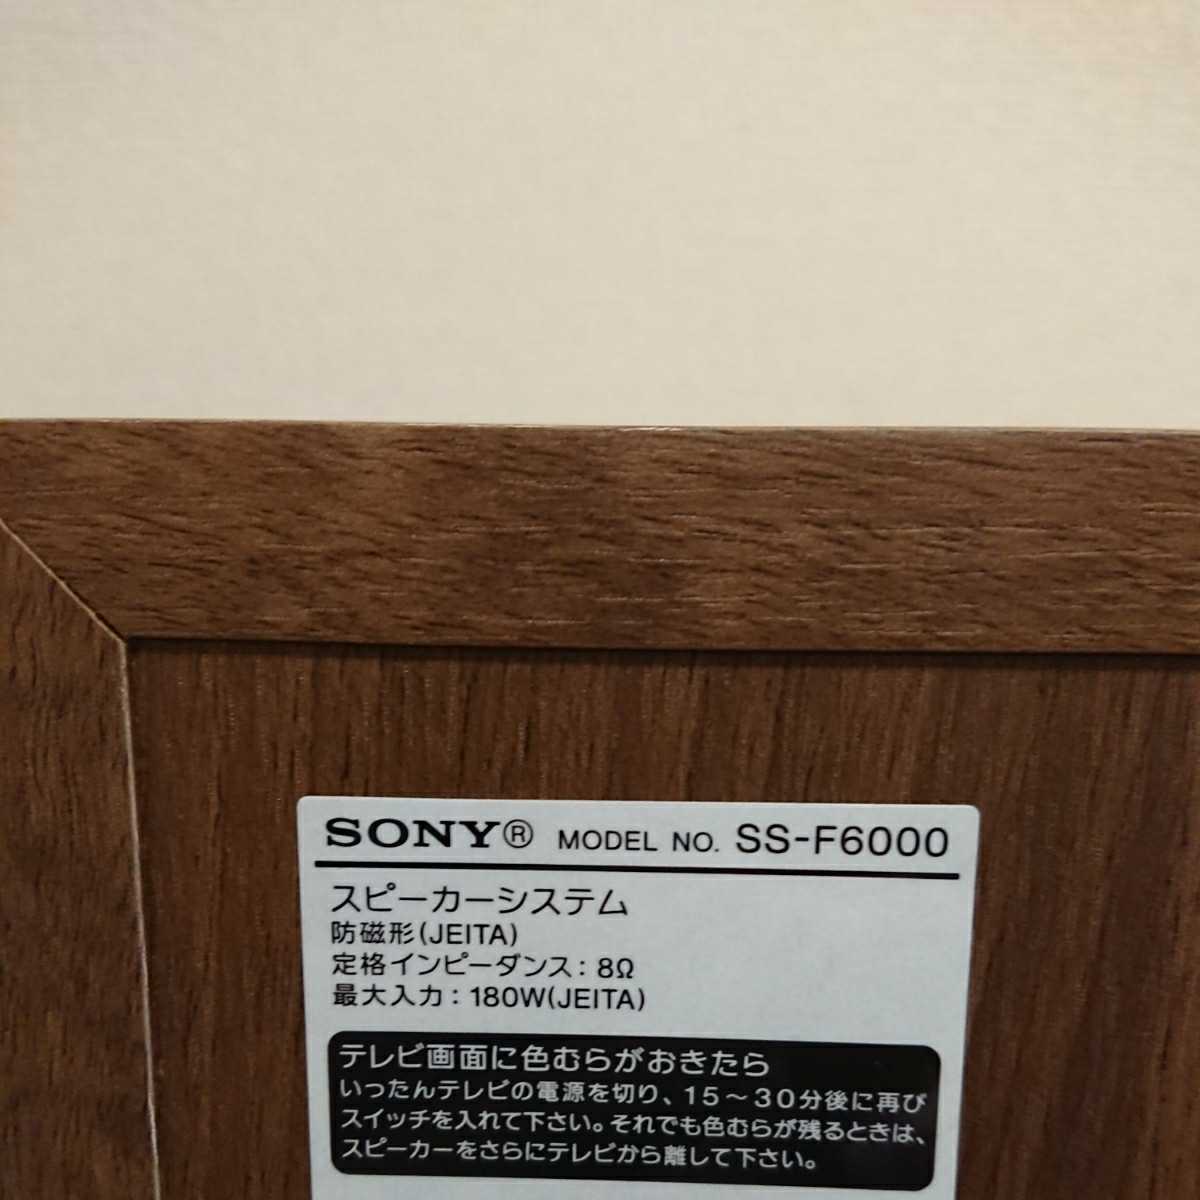 SONY® MODEL NO. SS-F6000
スピーカーシステム
防磁形(JEITA)
定格インピーダンス: 8Ω
最大入力: 180W(JEITA)
テレビ画面に色むらがおきたら
いったんテレビの電源を切り、15～30分後に再び
スイッチを入れて下さい。それでも色むらが残るときは、
スピーカーをさらにテレビから離して下さい。